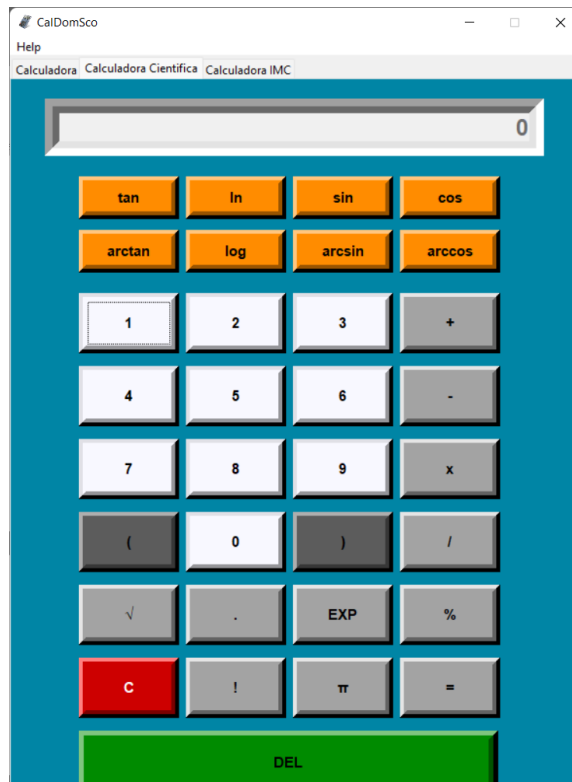 CalDomSco
Help
Calculadora Calculadora Cientifica Calculadora IMC
0
tan ln sin cos
arctan log arcsin arccos
1 2 3 +
4 5 6 -
7 8 9 x
( 0 ) /
√ . EXP %
C ! π =
DEL